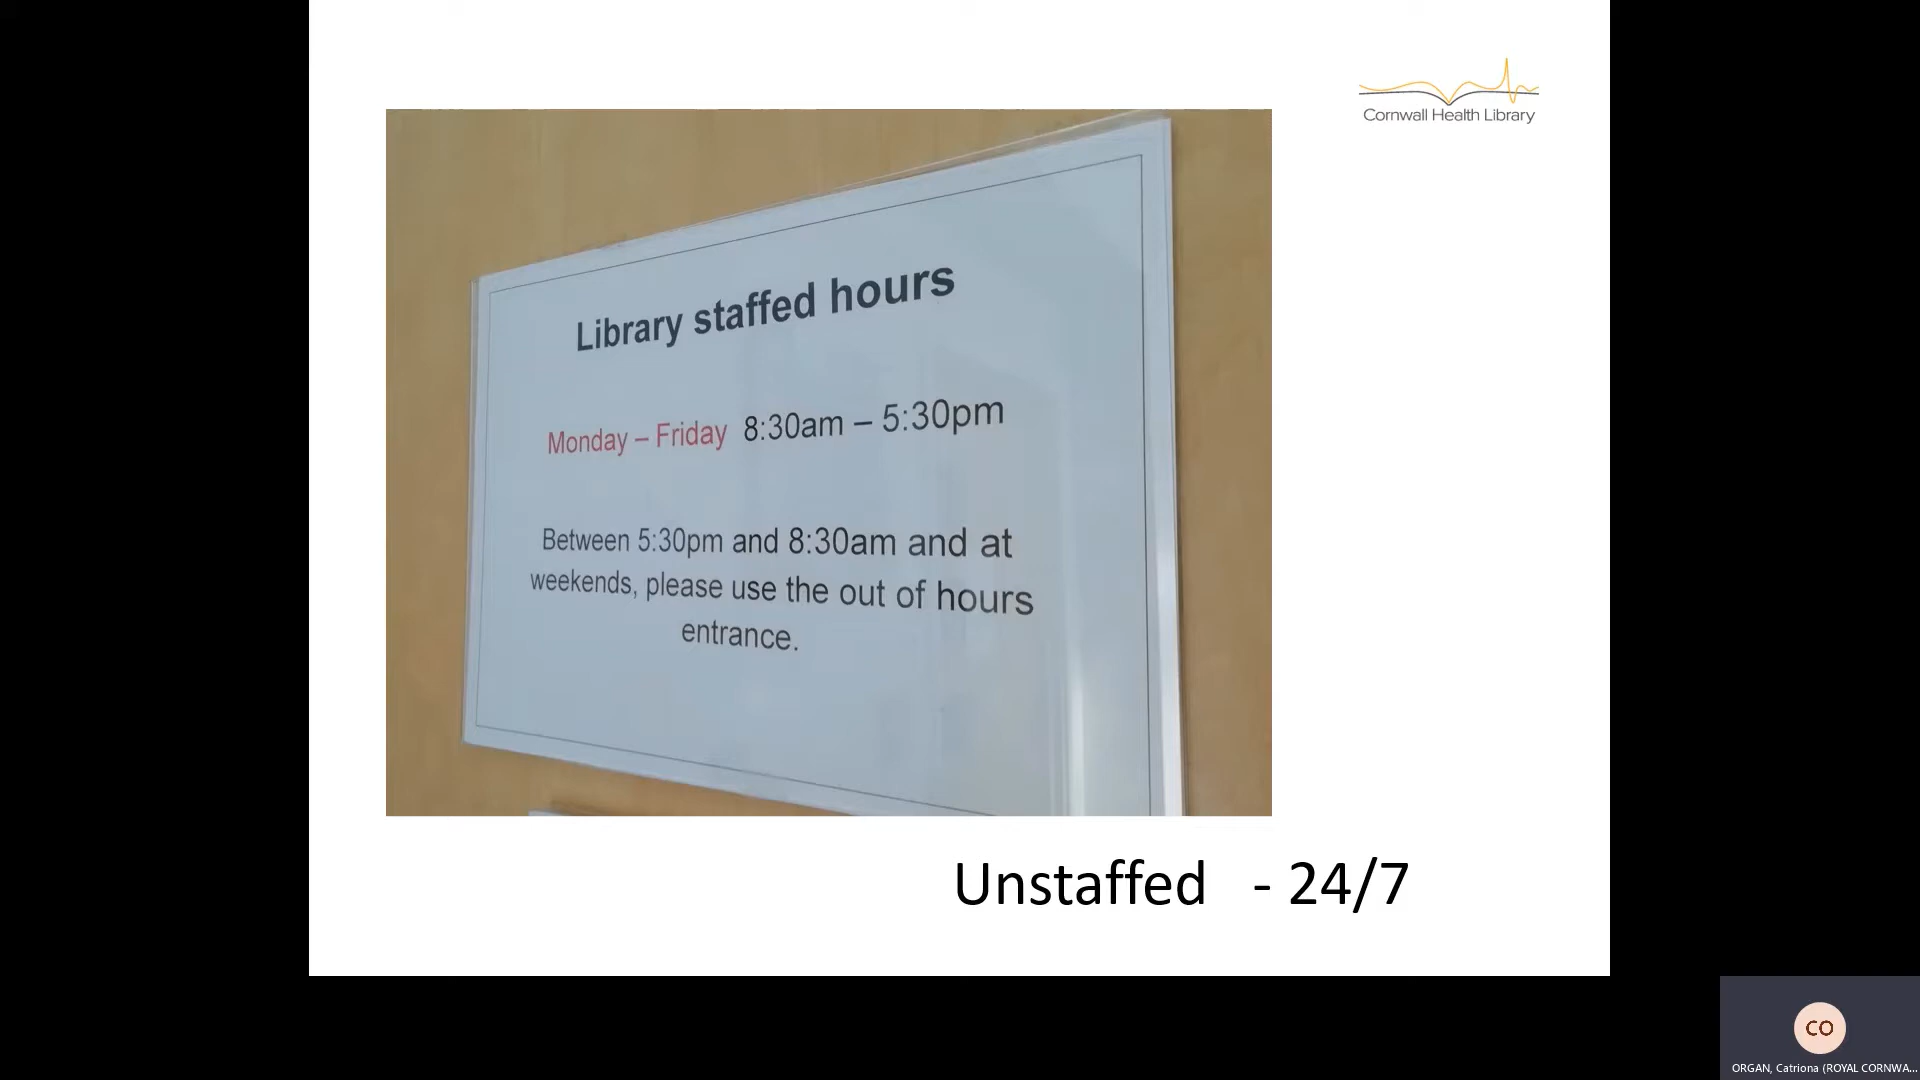 Cornwall Health Library
Library staffed hours
Monday – Friday 8:30am – 5:30pm
Between 5:30pm and 8:30am and at
weekends, please use the out of hours
entrance.
Unstaffed - 24/7
CO
ORGAN, Catriona (ROYAL CORNWA...